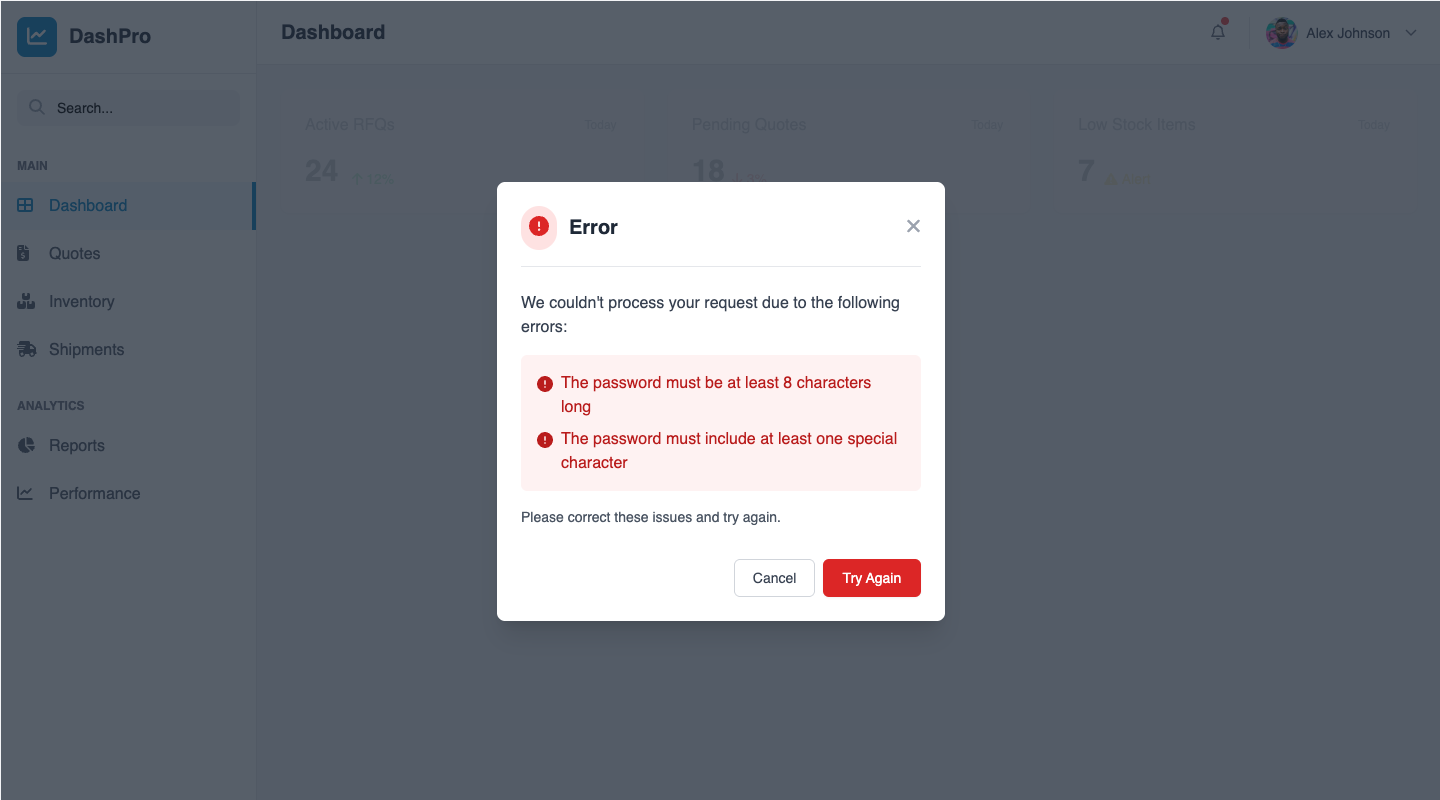 DashPro
Dashboard
Alex Johnson
Search...
MAIN
Dashboard
Quotes
Inventory
Shipments
ANALYTICS
Reports
Performance
Active RFQs
Today
24
12%
Pending Quotes
Today
18
Low Stock Items
Today
7
Error
We couldn't process your request due to the following
errors:
The password must be at least 8 characters
long
The password must include at least one special
character
Please correct these issues and try again.
Cancel
Try Again